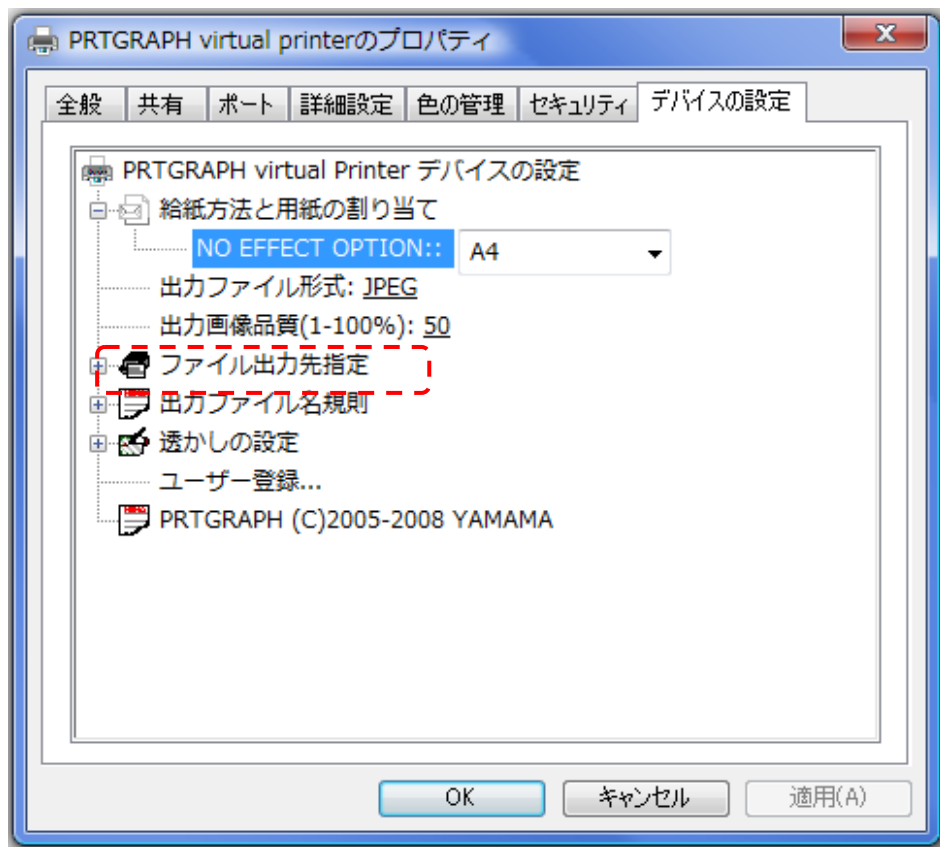 PRTGRAPH virtual printerのプロパティ
全般 共有 ポート 詳細設定 色の管理 セキュリティ デバイスの設定
PRTGRAPH virtual Printer デバイスの設定
給紙方法と用紙の割り当て
NO EFFECT OPTION:: A4
出力ファイル形式: JPEG
出力画像品質(1-100%): 50
ファイル出力先指定
出力ファイル名規則
透かしの設定
ユーザー登録...
PRTGRAPH (C)2005-2008 YAMAMA
OK キャンセル 適用(A)